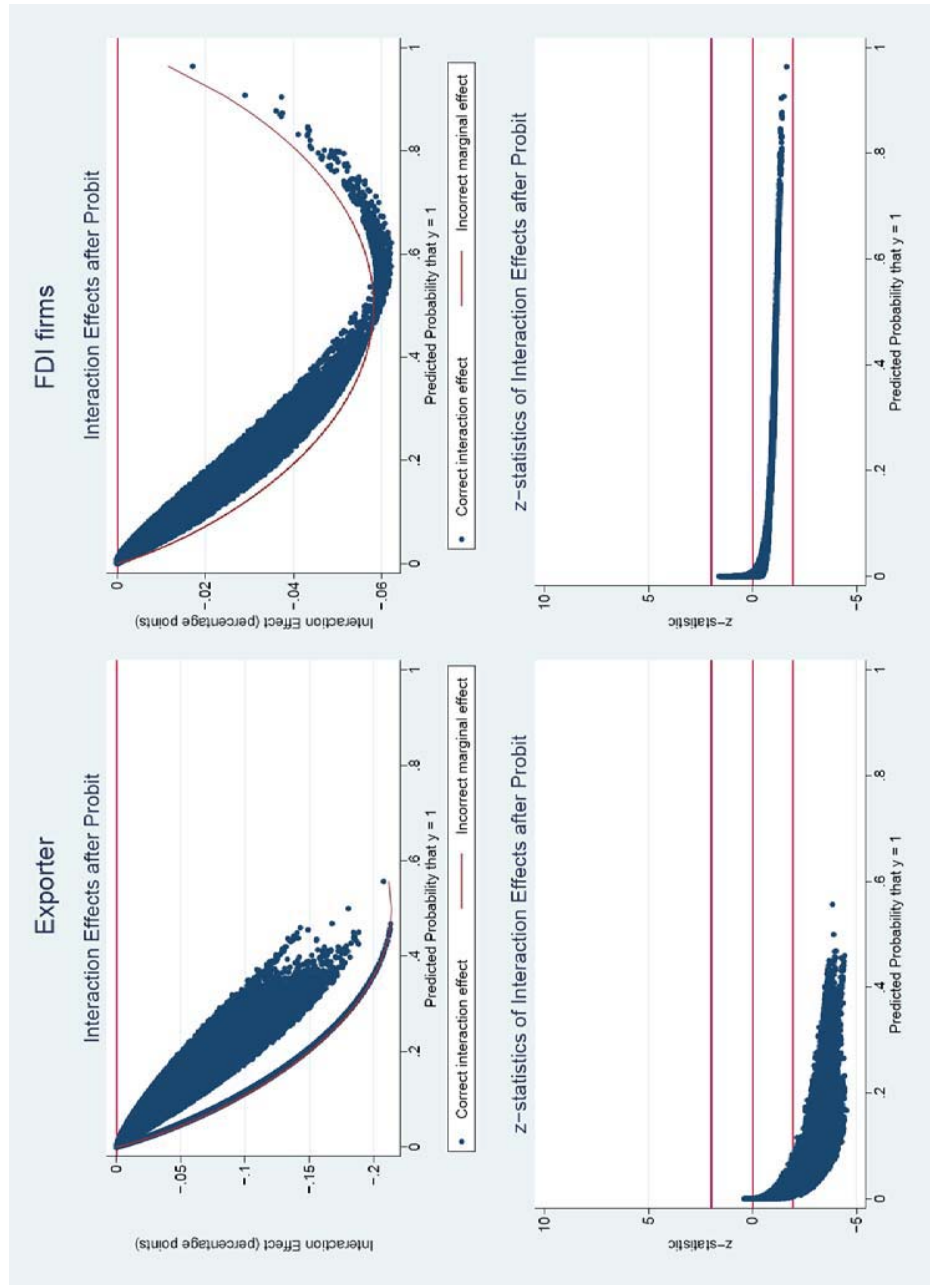 Exporter
Interaction Effects after Probit
Interaction Effect (percentage points)
0
-.05
-.1
-.15
-.2
0 .2 .4 .6 .8 1
Predicted Probability that y = 1
Correct interaction effect Incorrect marginal effect
FDI firms
Interaction Effects after Probit
Interaction Effect (percentage points)
0
-.02
-.04
-.06
0 .2 .4 .6 .8 1
Predicted Probability that y = 1
Correct interaction effect Incorrect marginal effect
z-statistics of Interaction Effects after Probit
z-statistic
10
5
0
-5
0 .2 .4 .6 .8 1
Predicted Probability that y = 1
z-statistics of Interaction Effects after Probit
z-statistic
10
5
0
-5
0 .2 .4 .6 .8 1
Predicted Probability that y = 1